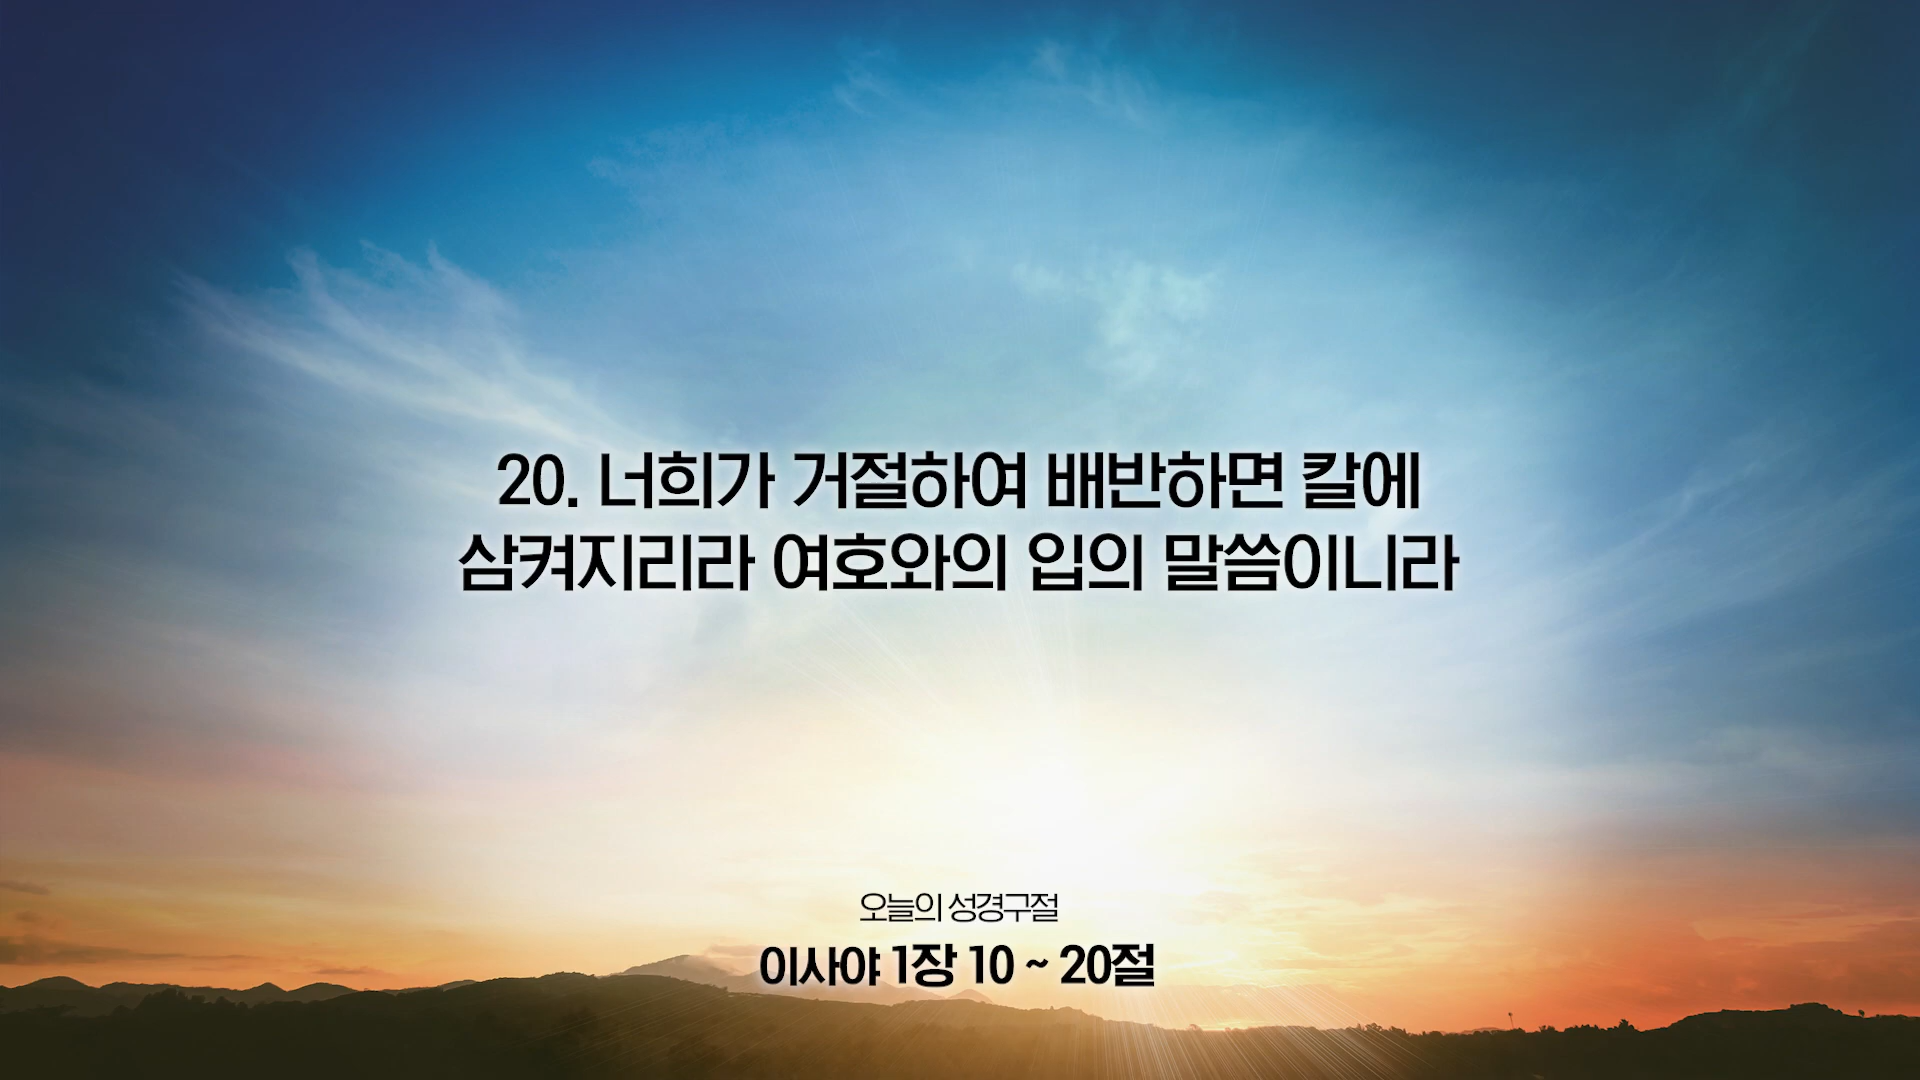 20. 너희가 거절하여 배반하면 칼에
삼켜지리라 여호와의 입의 말씀이니라
오늘의 성경구절
이사야 1장 10 ~ 20절